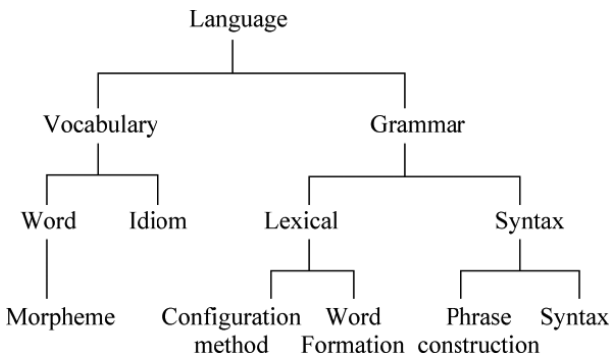 Language
Vocabulary Grammar
Word Idiom Lexical Syntax
Morpheme Configuration Word Phrase Syntax
method Formation construction